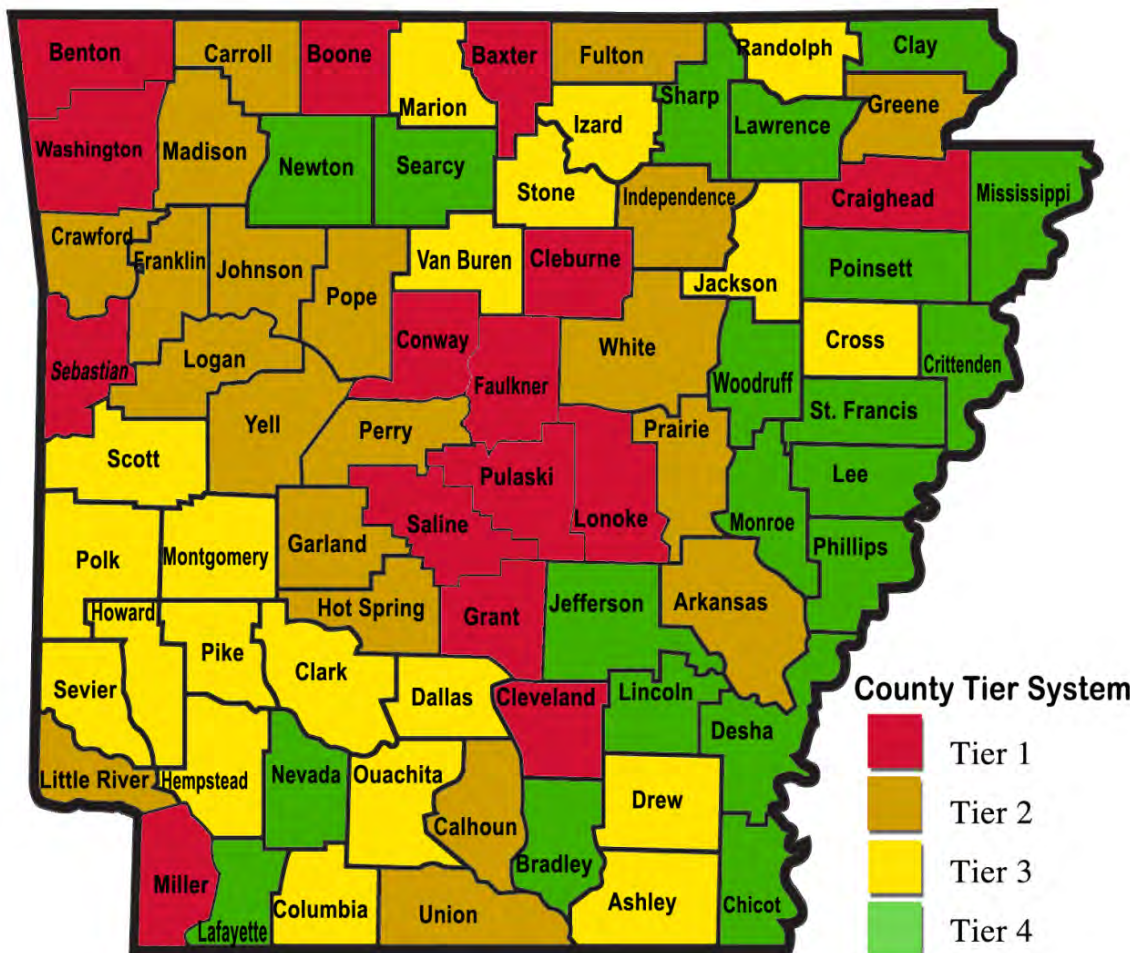 Benton
Carroll
Boone
Marion
Baxter
Fulton
Sharp
Randolph
Clay
Greene
Lawrence
Izard
Washington
Madison
Newton
Searcy
Stone
Independence
Craighead
Mississippi
Crawford
Franklin
Johnson
Pope
Van Buren
Cleburne
Jackson
Poinsett
Sebastian
Logan
Conway
Faulkner
White
Woodruff
Cross
Crittenden
St. Francis
Scott
Yell
Perry
Pulaski
Prairie
Lee
Polk
Montgomery
Garland
Saline
Lonoke
Monroe
Phillips
Howard
Pike
Hot Spring
Grant
Jefferson
Arkansas
Sevier
Clark
Dallas
Cleveland
Lincoln
Desha
Little River
Hempstead
Nevada
Ouachita
Calhoun
Drew
Bradley
Miller
Lafayette
Columbia
Union
Ashley
Chicot
County Tier System
Tier 1
Tier 2
Tier 3
Tier 4